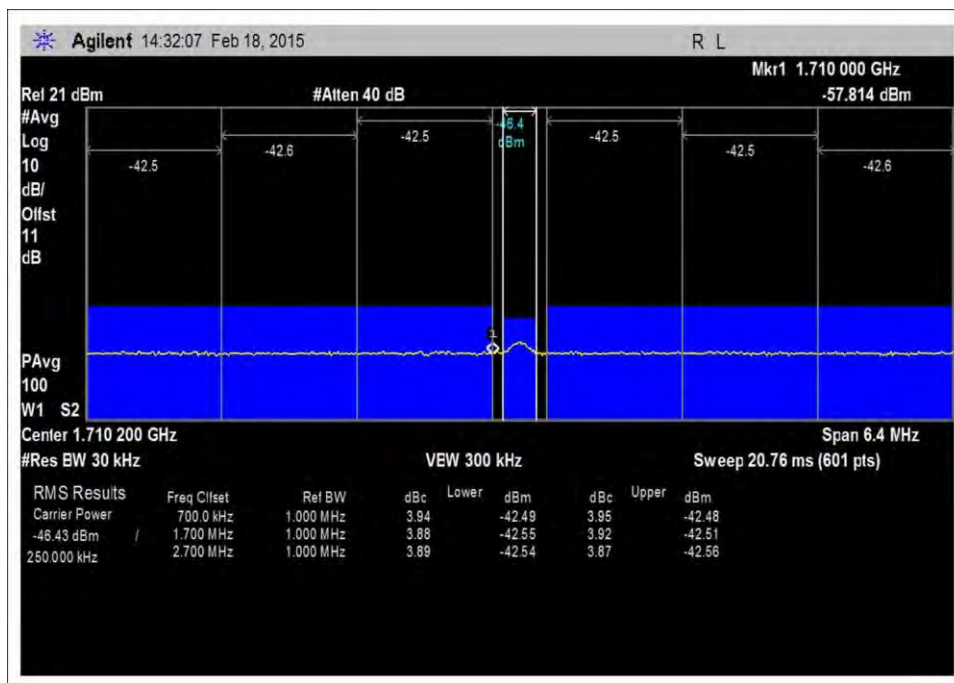 Agilent 14:32:07 Feb 18, 2015 R L
Mkr1 1.710 000 GHz
Rel 21 dBm #Atten 40 dB -57.814 dBm
#Avg
Log
10
dB/
Offst
11
dB
-42.5 -42.6 -42.5 -46.4 dBm -42.5 -42.5 -42.6
1
PAvg
100
W1 S2
Center 1.710 200 GHz Span 6.4 MHz
#Res BW 30 kHz VBW 300 kHz Sweep 20.76 ms (601 pts)
RMS Results Freq Offset Ref BW dBc Lower dBm dBc Upper dBm
Carrier Power 700.0 kHz 1.000 MHz 3.94 -42.49 3.95 -42.48
-46.43 dBm / 1.700 MHz 1.000 MHz 3.88 -42.55 3.92 -42.51
250.000 kHz 2.700 MHz 1.000 MHz 3.89 -42.54 3.87 -42.56